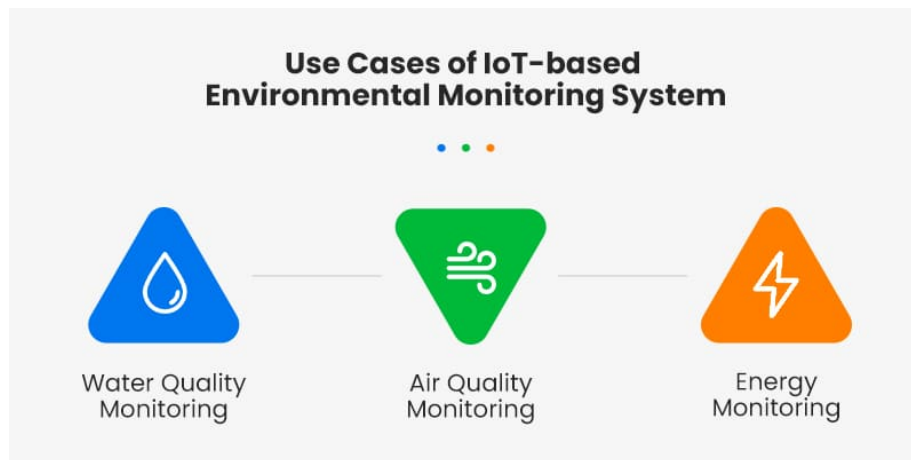 Use Cases of IoT-based
Environmental Monitoring System
Water Quality
Monitoring
Air Quality
Monitoring
Energy
Monitoring